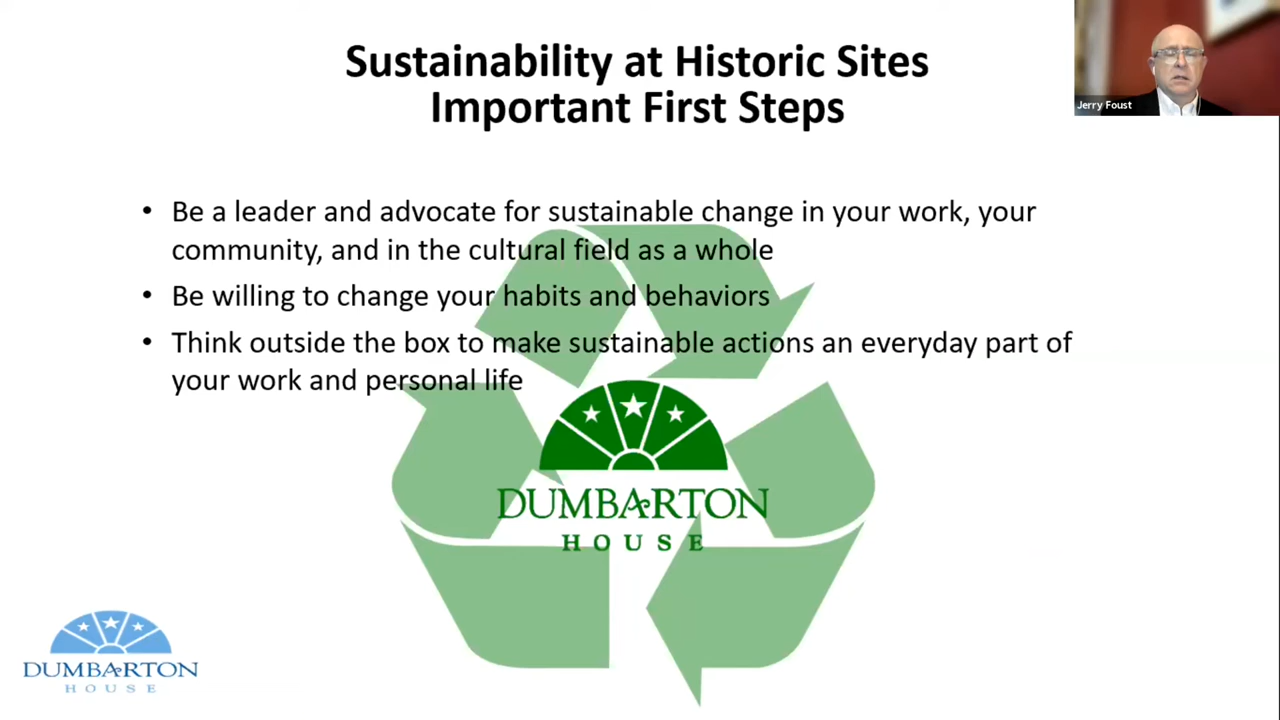 Sustainability at Historic Sites
Important First Steps
Jerry Foust
• Be a leader and advocate for sustainable change in your work, your
community, and in the cultural field as a whole
• Be willing to change your habits and behaviors
• Think outside the box to make sustainable actions an everyday part of
your work and personal life
DUMBARTON
HOUSE
DUMBARTON
HOUSE